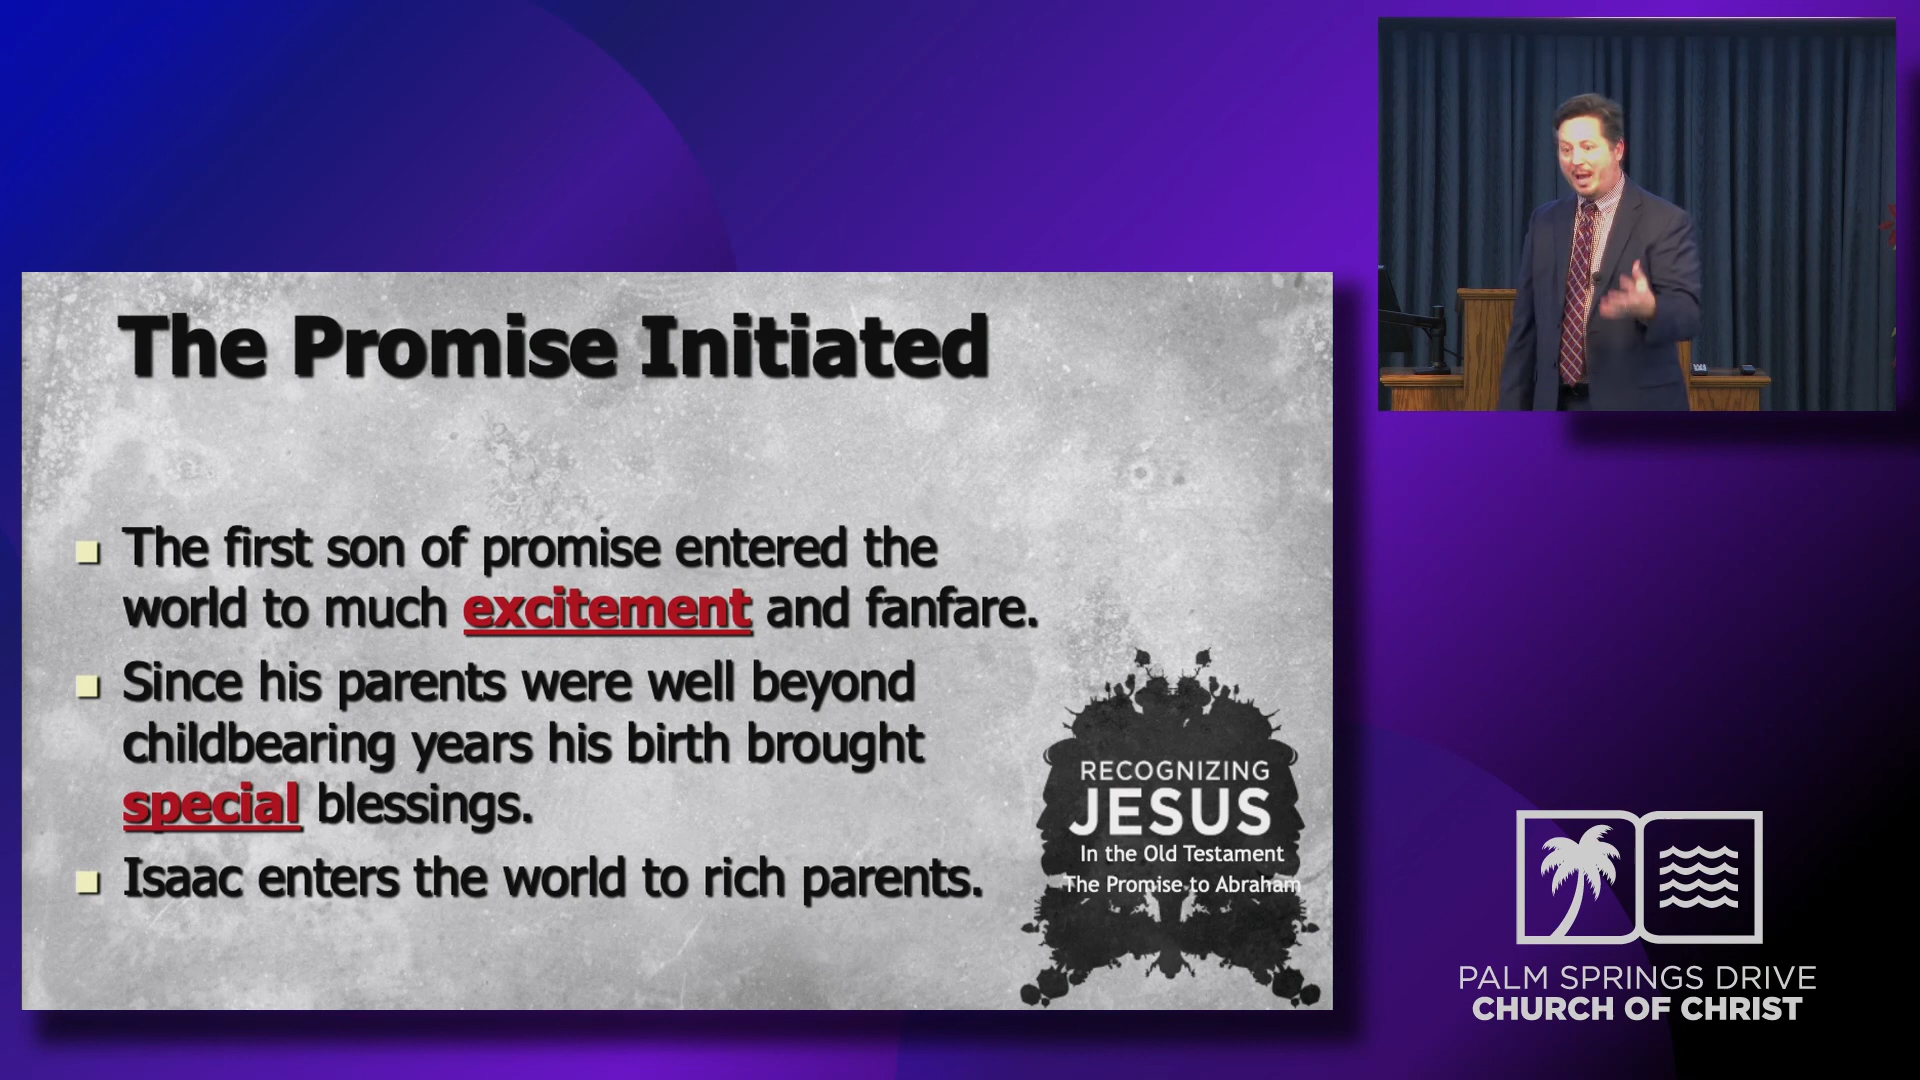 The Promise Initiated
The first son of promise entered the
world to much excitement and fanfare.
Since his parents were well beyond
childbearing years his birth brought
special blessings.
Isaac enters the world to rich parents.
RECOGNIZING
JESUS
In the Old Testament
The Promise to Abraham
PALM SPRINGS DRIVE
CHURCH OF CHRIST